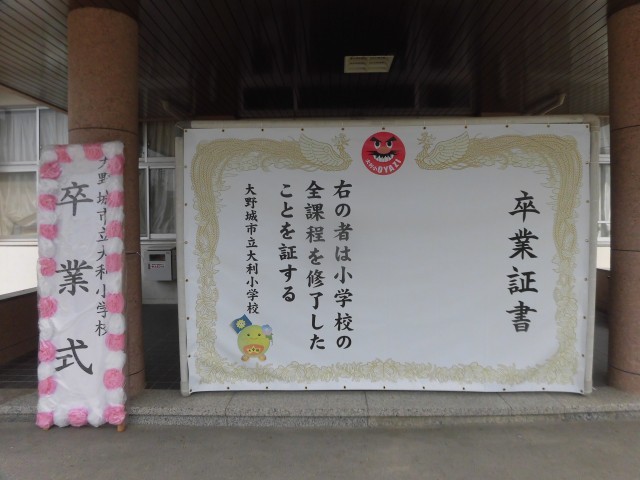 大野城市立大利小学校
卒業式
卒業証書
右の者は小学校の
全課程を修了した
ことを証する
大野城市立大利小学校
OYAZI